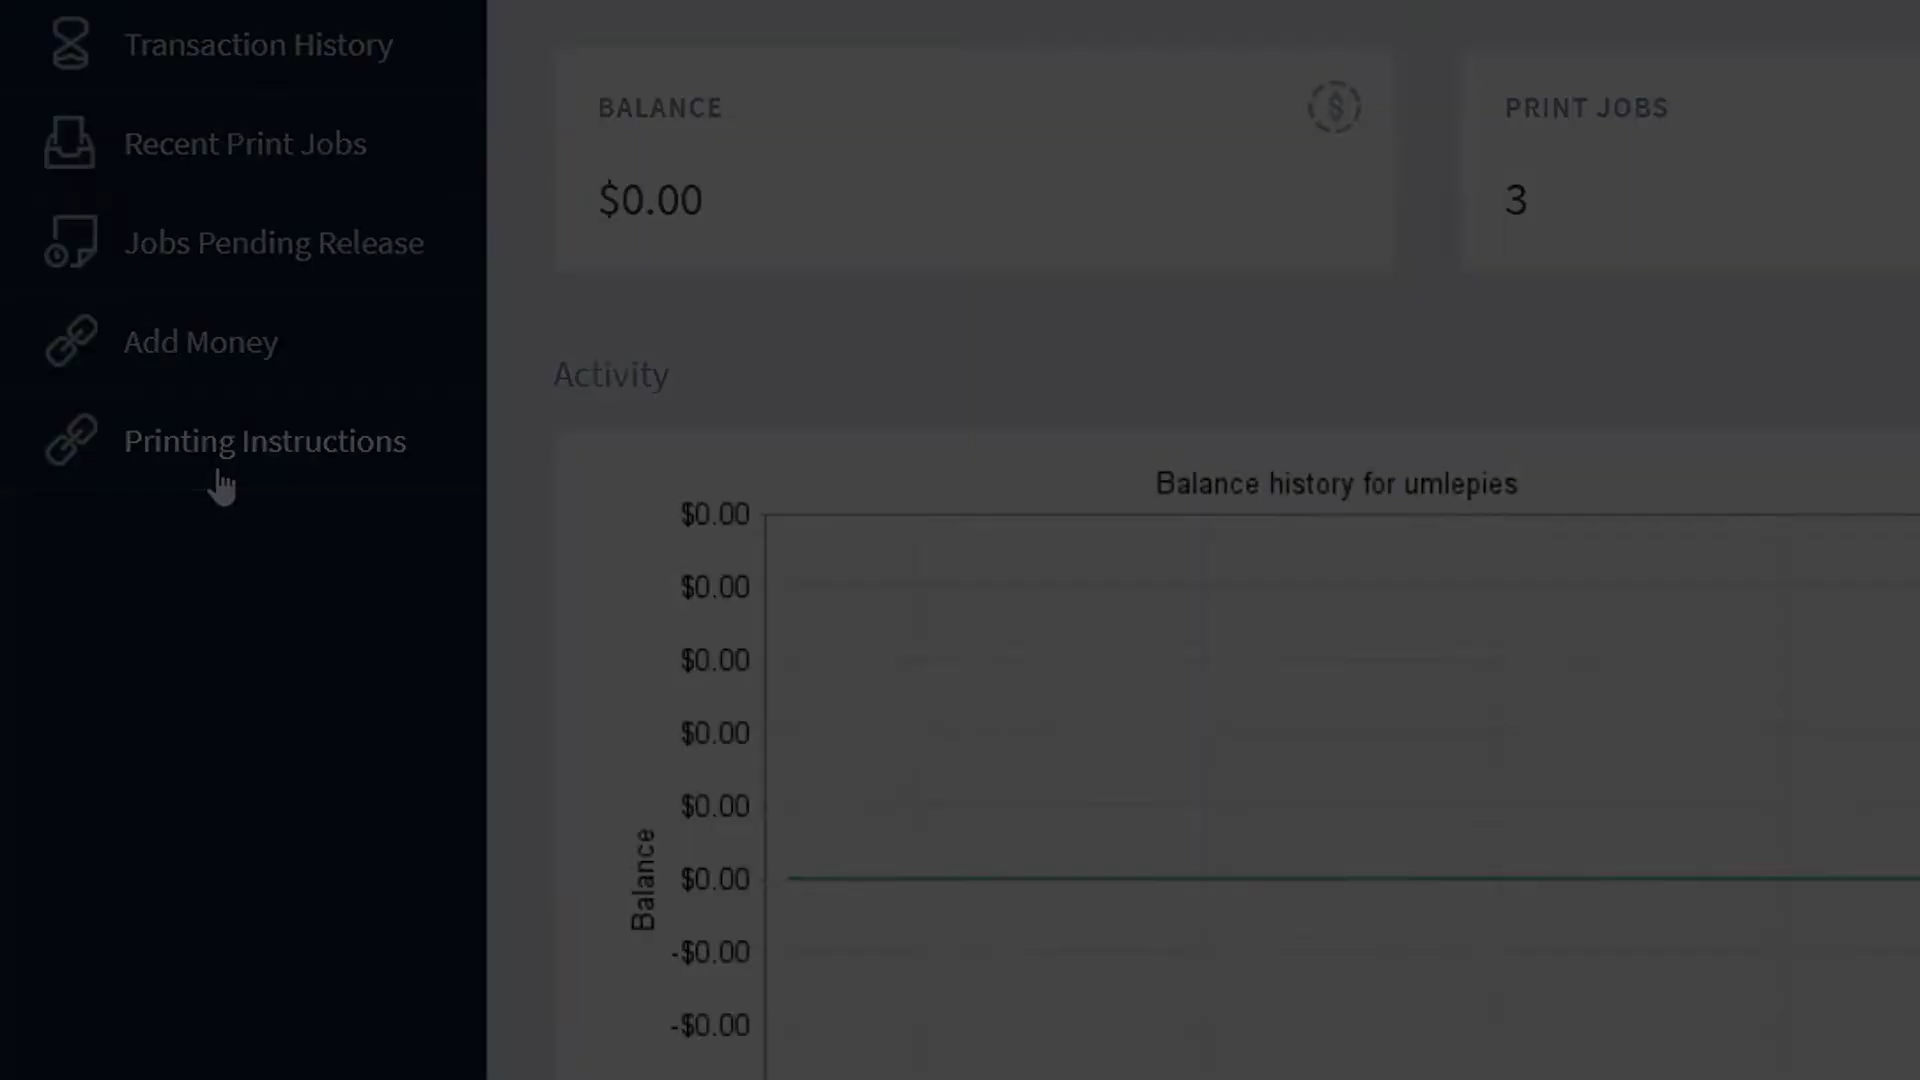 Transaction History
Recent Print Jobs
Jobs Pending Release
Add Money
Printing Instructions
BALANCE
$0.00
PRINT JOBS
3
Activity
Balance history for umlepies
$0.00
$0.00
$0.00
$0.00
$0.00
$0.00
-$0.00
-$0.00
Balance